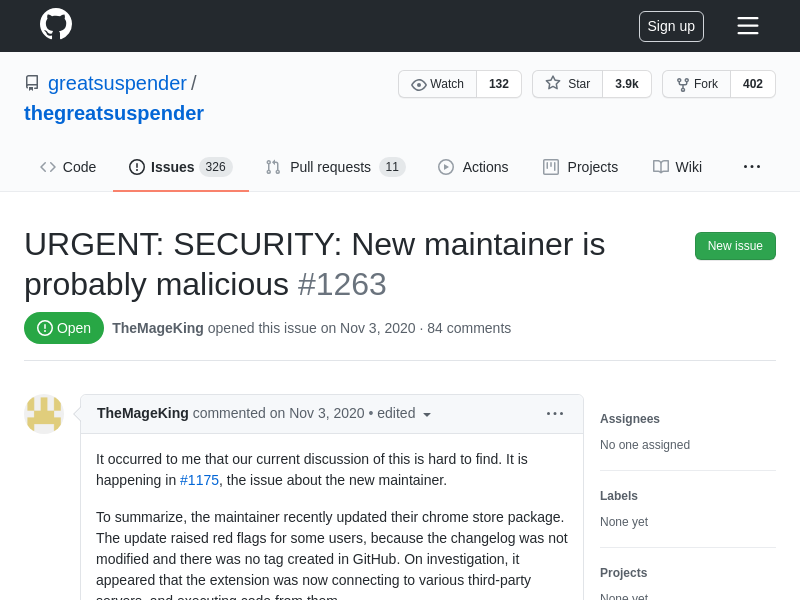 Sign up
greatsuspender /
thegreatsuspender
Watch 132 Star 3.9k Fork 402
Code Issues 326 Pull requests 11 Actions Projects Wiki
URGENT: SECURITY: New maintainer is
probably malicious #1263
New issue
Open TheMageKing opened this issue on Nov 3, 2020 · 84 comments
TheMageKing commented on Nov 3, 2020 • edited
It occurred to me that our current discussion of this is hard to find. It is
happening in #1175, the issue about the new maintainer.
To summarize, the maintainer recently updated their chrome store package.
The update raised red flags for some users, because the changelog was not
modified and there was no tag created in GitHub. On investigation, it
appeared that the extension was now connecting to various third-party
servers, and executing code from them.
Assignees
No one assigned
Labels
None yet
Projects
None yet